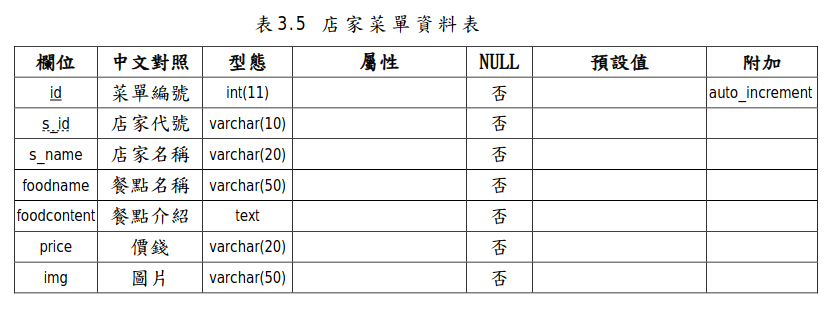 表3.5 店家菜單資料表
欄位 中文對照 型態 屬性 NULL 預設值 附加
id 菜單編號 int(11) 否 auto_increment
s_id 店家代號 varchar(10) 否
s_name 店家名稱 varchar(20) 否
foodname 餐點名稱 varchar(50) 否
foodcontent 餐點介紹 text 否
price 價錢 varchar(20) 否
img 圖片 varchar(50) 否